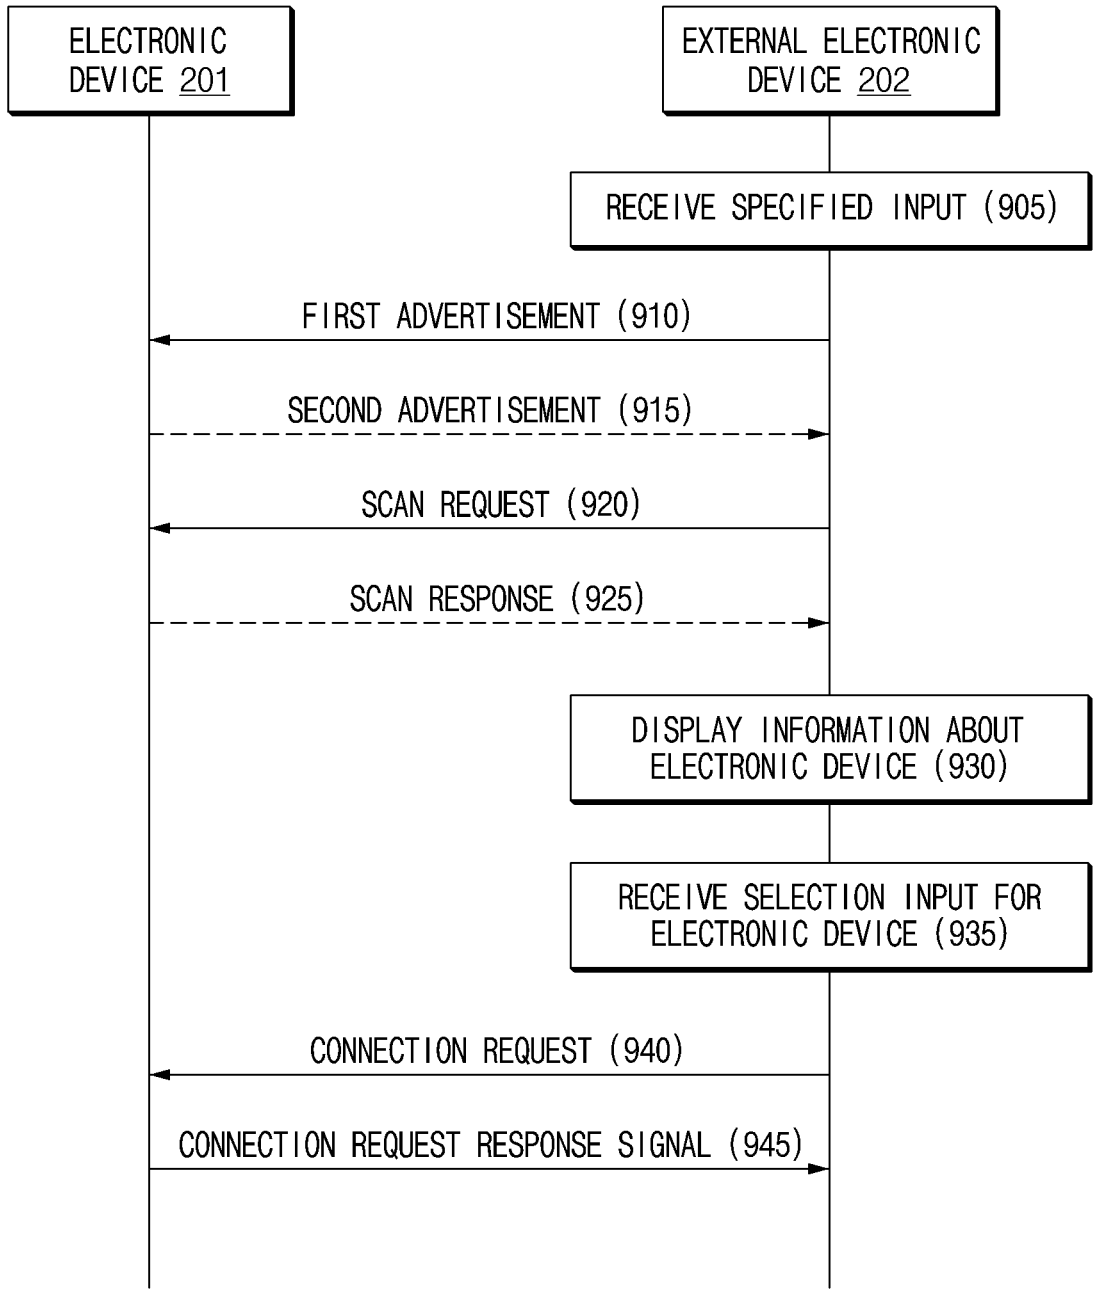 ELECTRONIC
DEVICE 201
EXTERNAL ELECTRONIC
DEVICE 202
RECEIVE SPECIFIED INPUT (905)
FIRST ADVERTISEMENT (910)
SECOND ADVERTISEMENT (915)
SCAN REQUEST (920)
SCAN RESPONSE (925)
DISPLAY INFORMATION ABOUT
ELECTRONIC DEVICE (930)
RECEIVE SELECTION INPUT FOR
ELECTRONIC DEVICE (935)
CONNECTION REQUEST (940)
CONNECTION REQUEST RESPONSE SIGNAL (945)